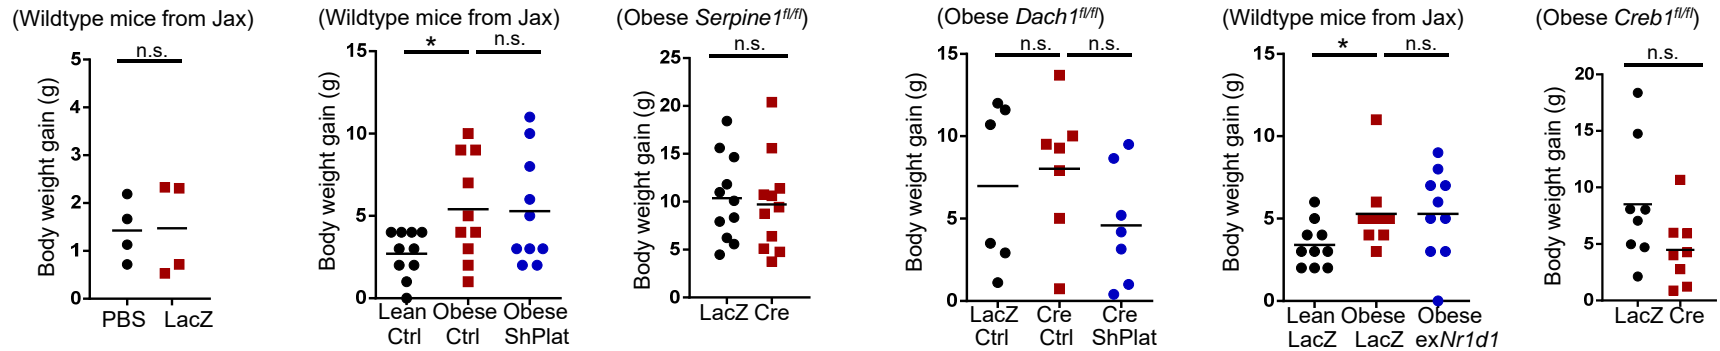 (Wildtype mice from Jax)
n.s.
Body weight gain (g)
5
4
3
2
1
0
PBS LacZ
(Wildtype mice from Jax)
* n.s.
Body weight gain (g)
15
10
5
0
Lean Obese Obese
Ctrl Ctrl ShPlat
(Obese Serpine1fl/fl)
n.s.
Body weight gain (g)
25
20
15
10
5
0
LacZ Cre
(Obese Dach1fl/fl)
n.s. n.s.
Body weight gain (g)
15
10
5
0
LacZ Cre Cre
Ctrl Ctrl ShPlat
(Wildtype mice from Jax)
* n.s.
Body weight gain (g)
15
10
5
0
Lean Obese Obese
LacZ LacZ exNr1d1
(Obese Creb1fl/fl)
n.s.
Body weight gain (g)
20
15
10
5
0
LacZ Cre